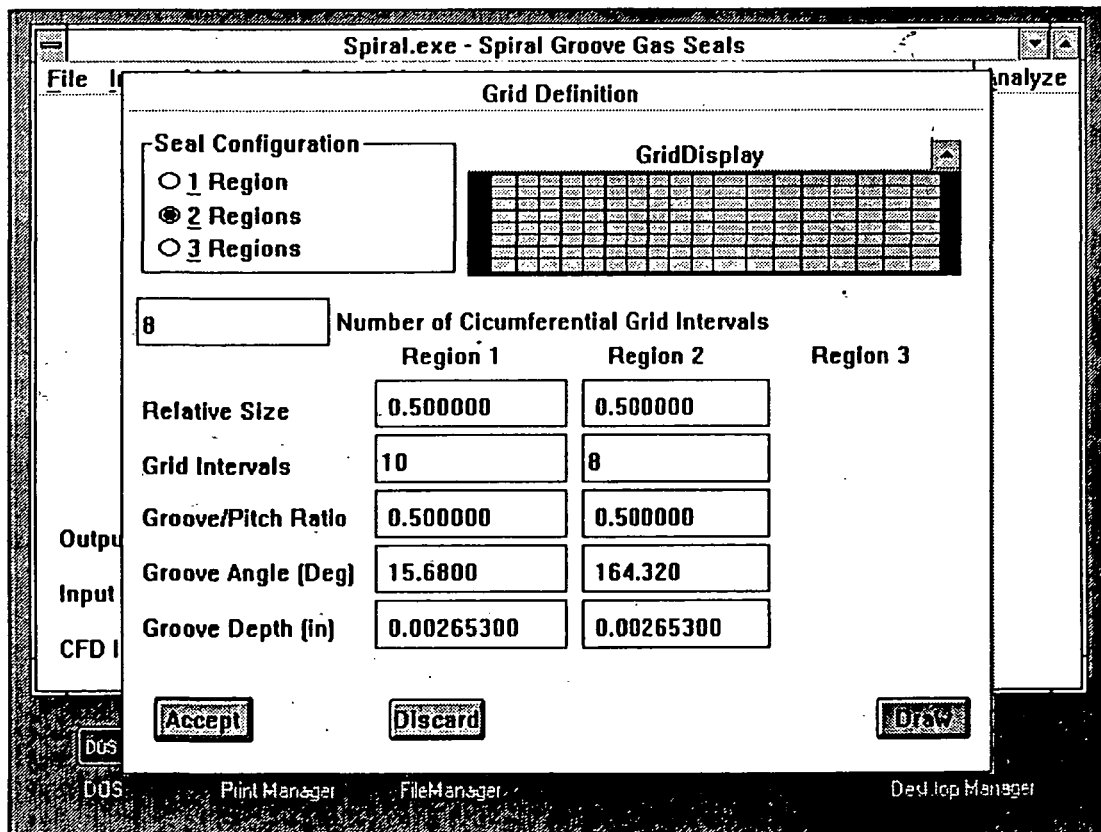 Spiral.exe - Spiral Groove Gas Seals
File
Analyze
Grid Definition
Seal Configuration
1 Region
2 Regions
3 Regions
GridDisplay
8 Number of Cicumferential Grid Intervals
Region 1 Region 2 Region 3
Relative Size 0.500000 0.500000
Grid Intervals 10 8
Groove/Pitch Ratio 0.500000 0.500000
Groove Angle (Deg) 15.6800 164.320
Groove Depth (in) 0.00265300 0.00265300
Outpu
Input
CFD I
Accept Discard Draw
DOS
DOS Print Manager FileManager Desktop Manager